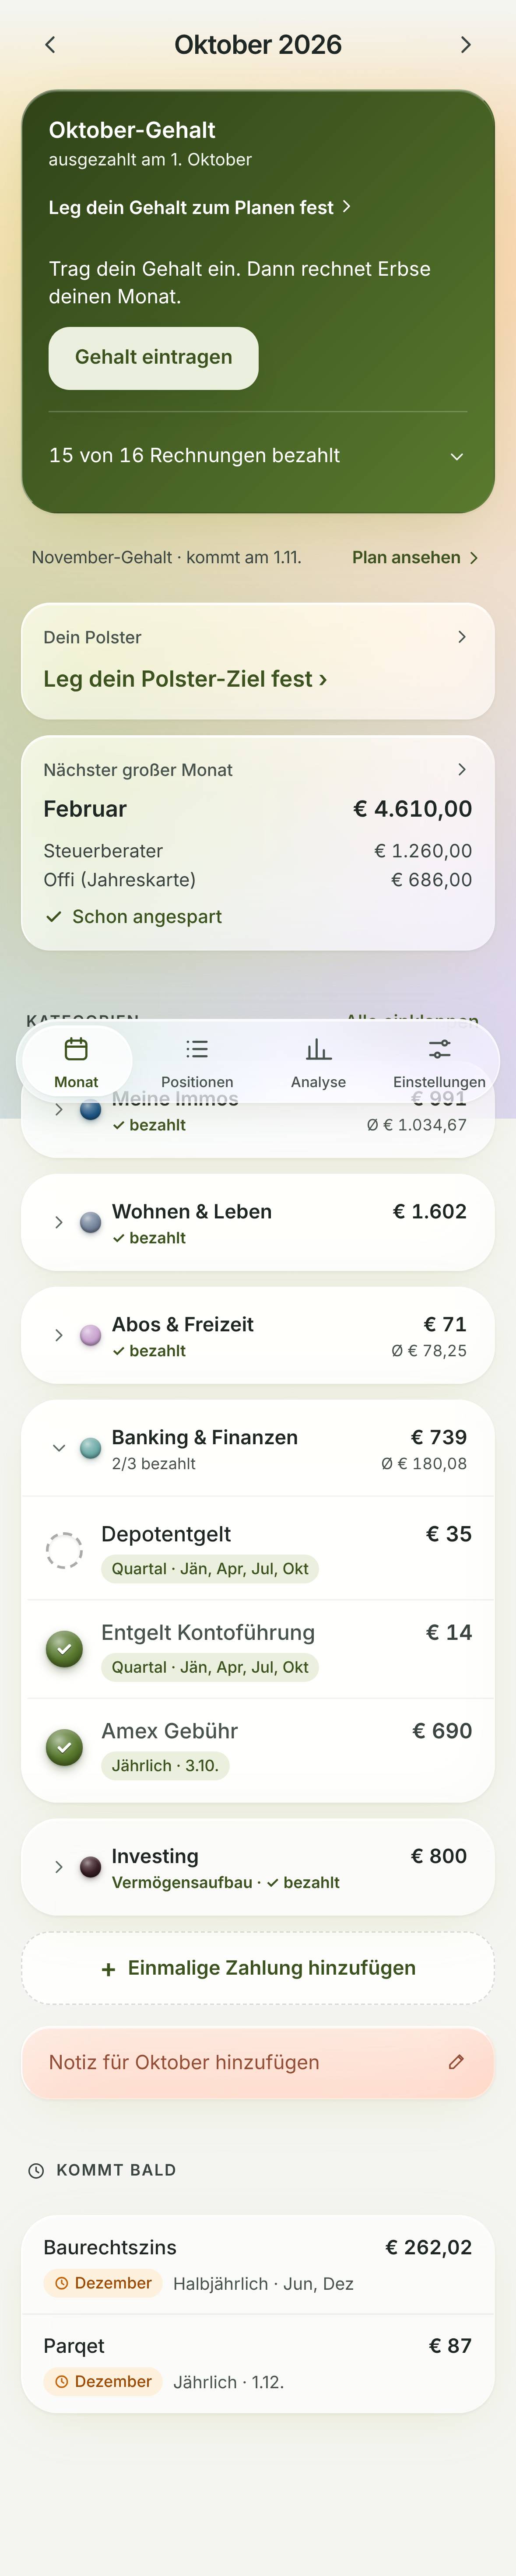 Oktober 2026
Oktober-Gehalt
ausgezahlt am 1. Oktober
Leg dein Gehalt zum Planen fest
Trag dein Gehalt ein. Dann rechnet Erbse
deinen Monat.
Gehalt eintragen
15 von 16 Rechnungen bezahlt
November-Gehalt · kommt am 1.11. Plan ansehen
Dein Polster
Leg dein Polster-Ziel fest ›
Nächster großer Monat
Februar € 4.610,00
Steuerberater € 1.260,00
Offi (Jahreskarte) € 686,00
Schon angespart
KATEGORIEN Alle einklappen
Monat Positionen Analyse Einstellungen
Meine Immos € 991
✓ bezahlt Ø € 1.034,67
Wohnen & Leben € 1.602
✓ bezahlt
Abos & Freizeit € 71
✓ bezahlt Ø € 78,25
Banking & Finanzen € 739
2/3 bezahlt Ø € 180,08
Depotentgelt € 35
Quartal · Jän, Apr, Jul, Okt
Entgelt Kontoführung € 14
Quartal · Jän, Apr, Jul, Okt
Amex Gebühr € 690
Jährlich · 3.10.
Investing € 800
Vermögensaufbau · ✓ bezahlt
+ Einmalige Zahlung hinzufügen
Notiz für Oktober hinzufügen
KOMMT BALD
Baurechtszins € 262,02
Dezember Halbjährlich · Jun, Dez
Parqet € 87
Dezember Jährlich · 1.12.